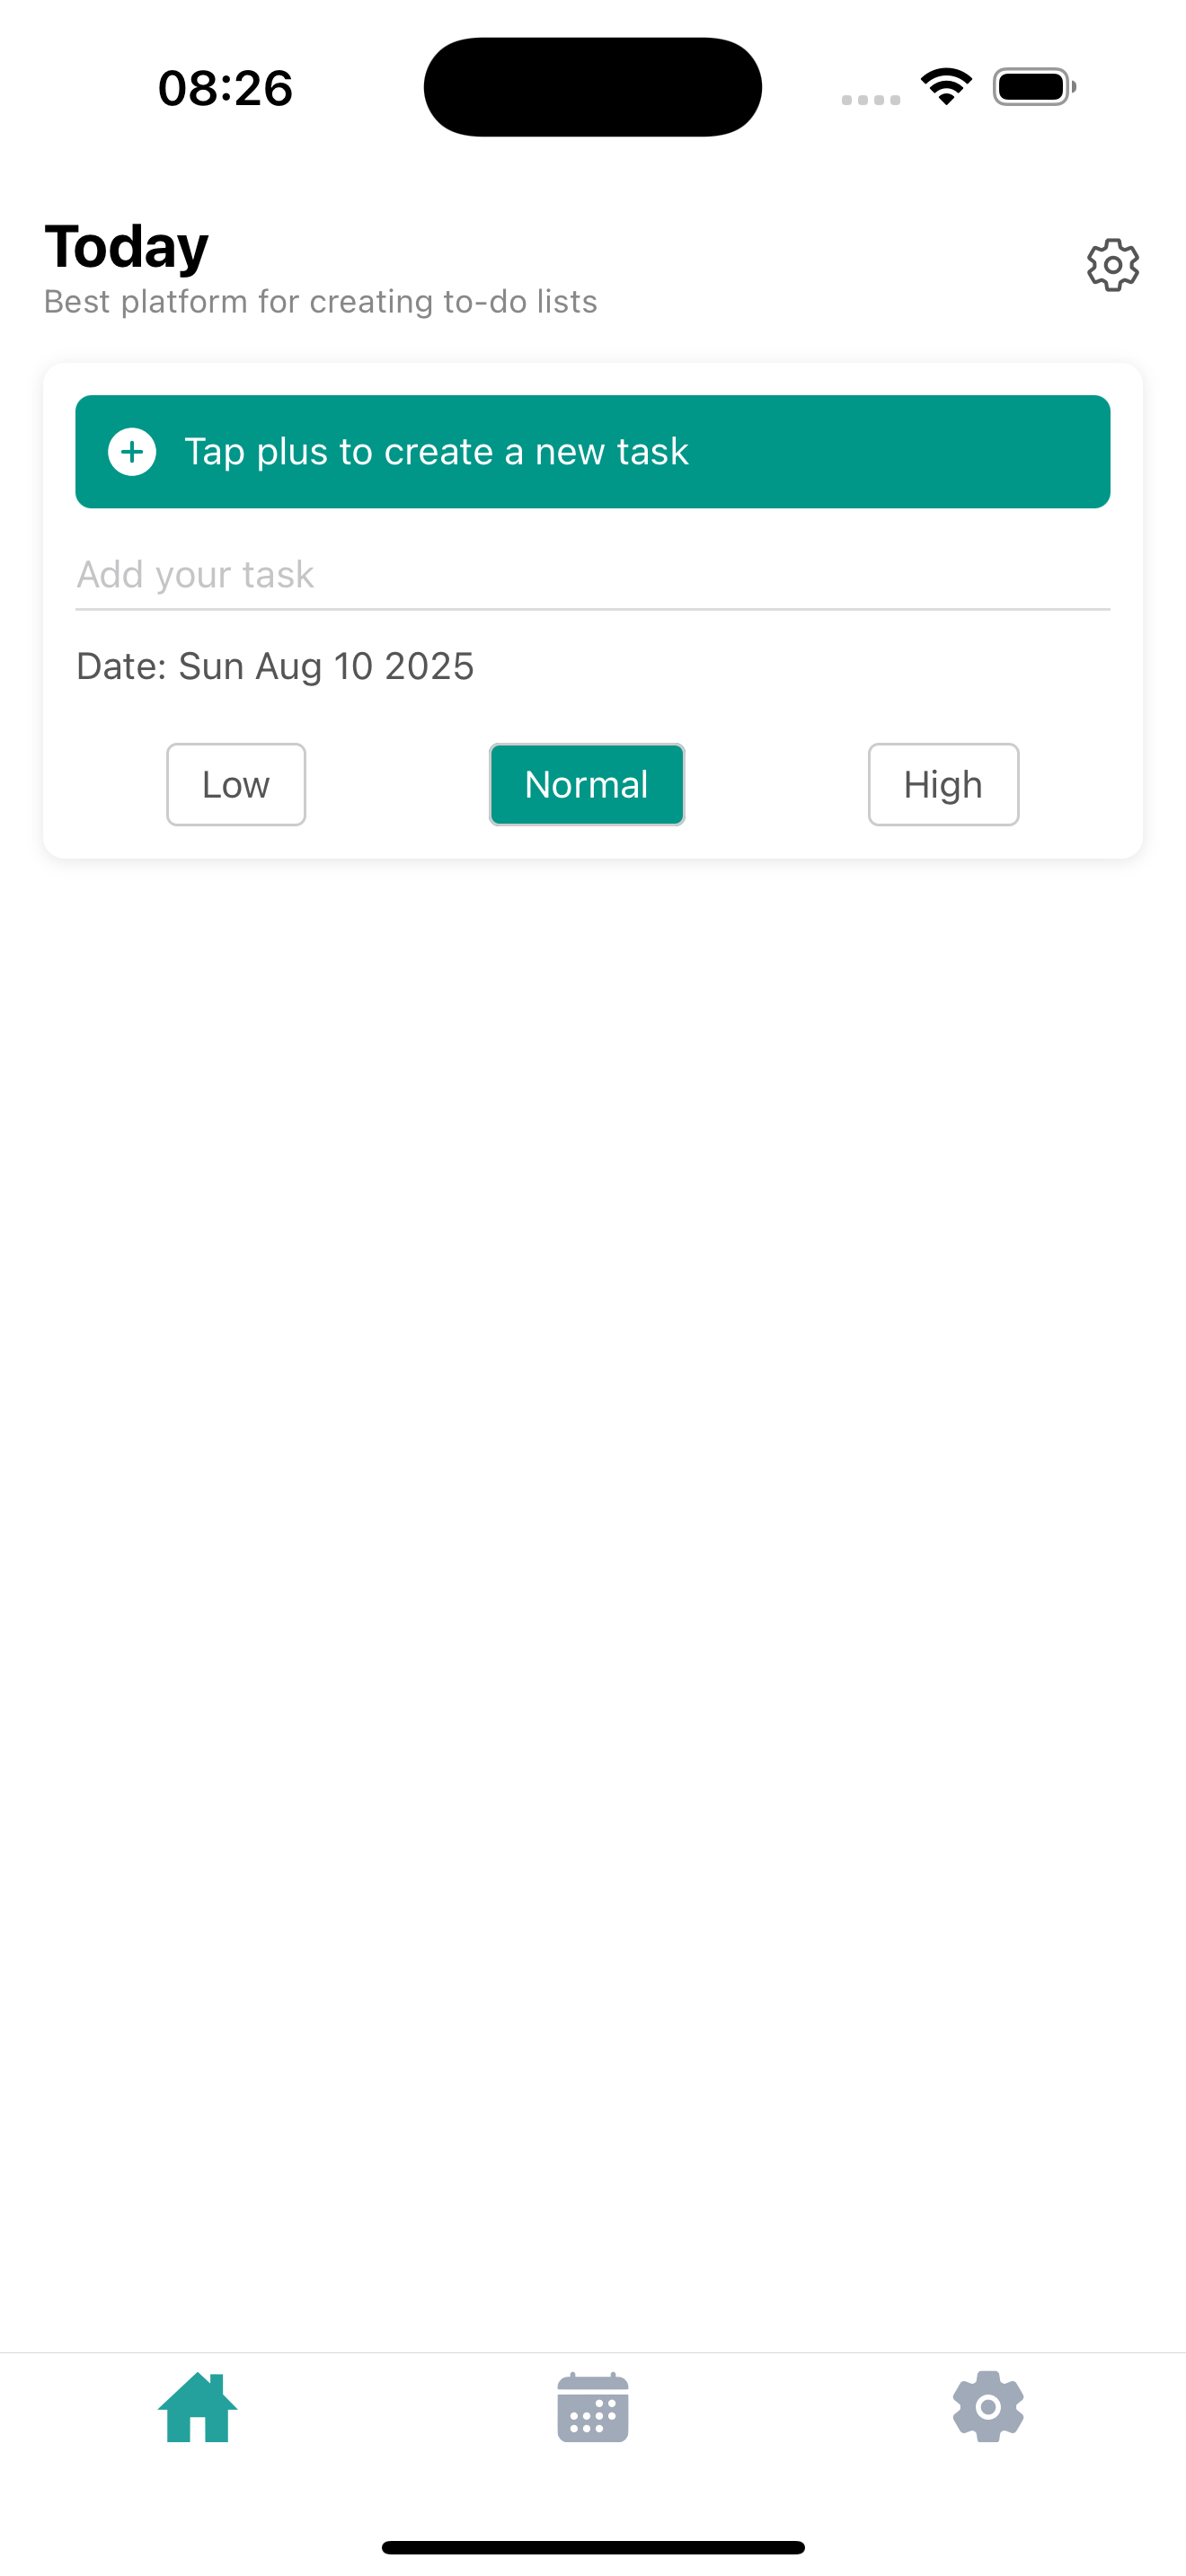 08:26
Today
Best platform for creating to-do lists
Tap plus to create a new task
Add your task
Date: Sun Aug 10 2025
Low
Normal
High